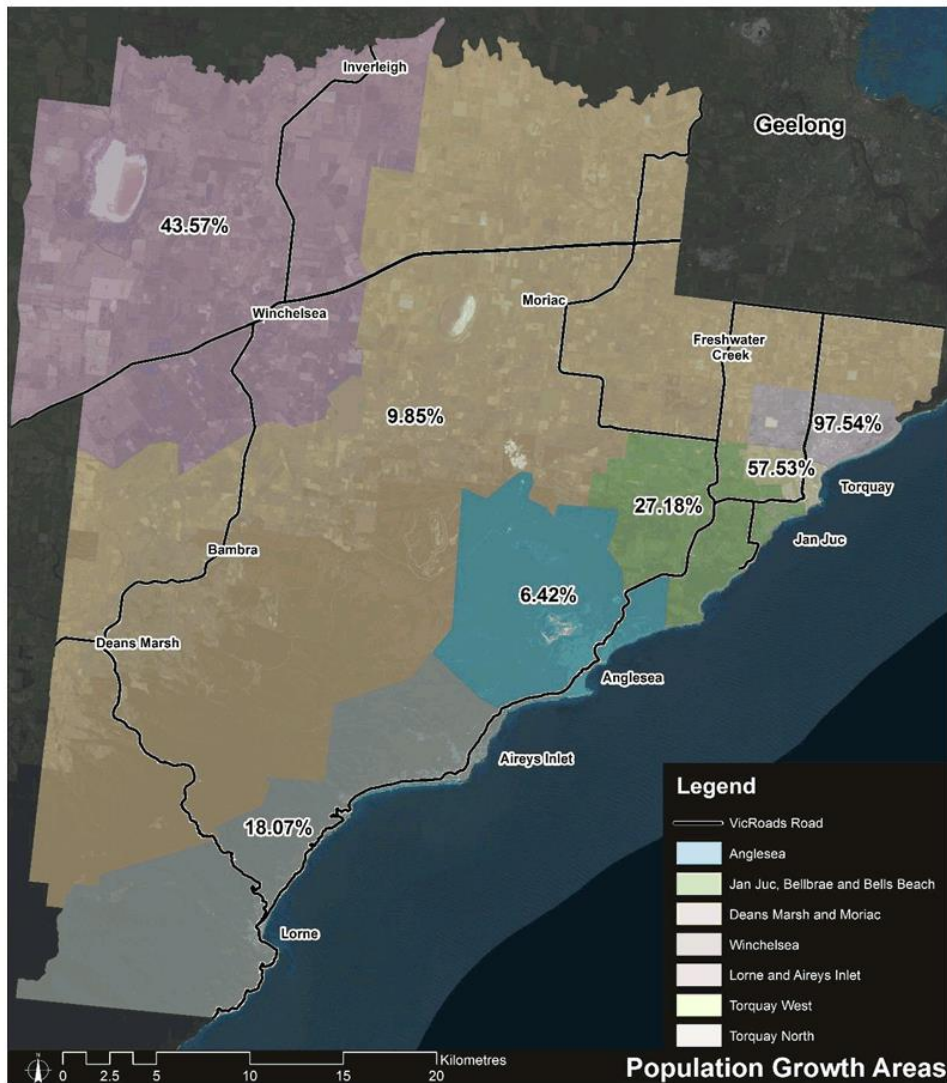 Inverleigh
Geelong
43.57%
Winchelsea
Moriac
Freshwater
Creek
9.85%
97.54%
57.53%
Torquay
27.18%
Jan Juc
Bambra
6.42%
Deans Marsh
Anglesea
Aireys Inlet
18.07%
Lorne
Legend
VicRoads Road
Anglesea
Jan Juc, Bellbrae and Bells Beach
Deans Marsh and Moriac
Winchelsea
Lorne and Aireys Inlet
Torquay West
Torquay North
N
Kilometres
0 2.5 5 10 15 20
Population Growth Areas